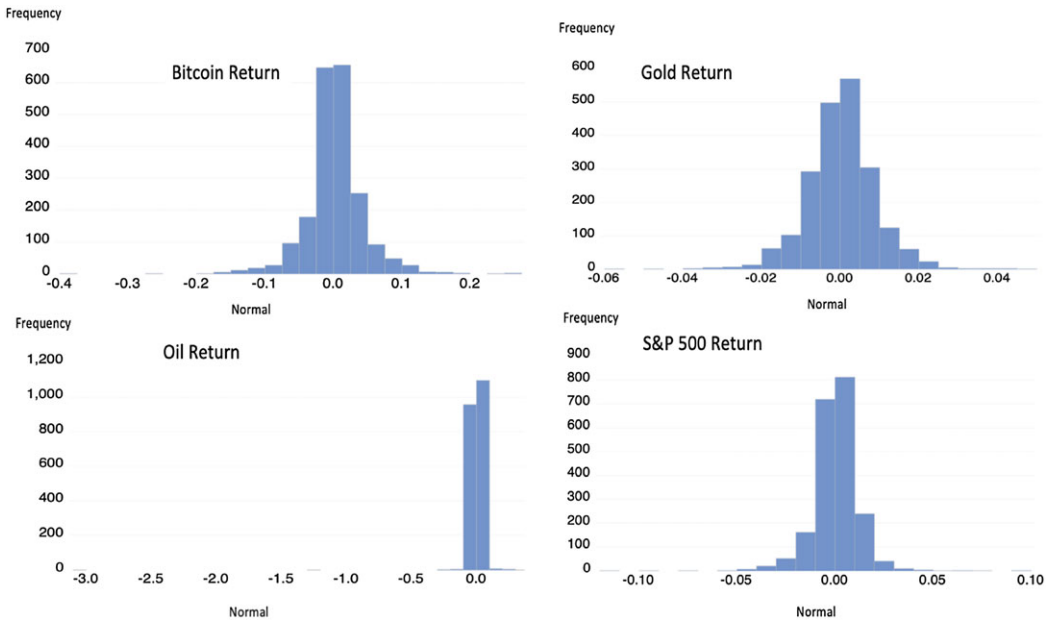 Frequency
700
Bitcoin Return
600
500
400
300
200
100
0
-0.4 -0.3 -0.2 -0.1 0.0 0.1 0.2
Normal
Frequency
600
Gold Return
500
400
300
200
100
0
-0.06 -0.04 -0.02 0.00 0.02 0.04
Normal
Frequency
1,200
Oil Return
1,000
800
600
400
200
0
-3.0 -2.5 -2.0 -1.5 -1.0 -0.5 0.0
Normal
Frequency
900
S&P 500 Return
800
700
600
500
400
300
200
100
0
-0.10 -0.05 0.00 0.05 0.10
Normal